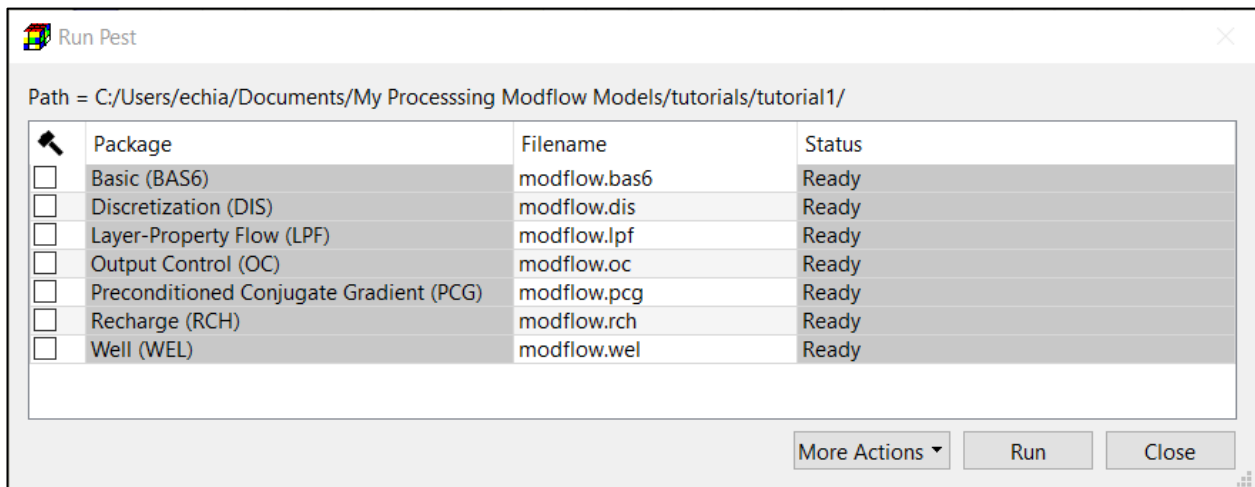 Run Pest
Path = C:/Users/echia/Documents/My Processsing Modflow Models/tutorials/tutorial1/
Package Filename Status
Basic (BAS6) modflow.bas6 Ready
Discretization (DIS) modflow.dis Ready
Layer-Property Flow (LPF) modflow.lpf Ready
Output Control (OC) modflow.oc Ready
Preconditioned Conjugate Gradient (PCG) modflow.pcg Ready
Recharge (RCH) modflow.rch Ready
Well (WEL) modflow.wel Ready
More Actions Run Close